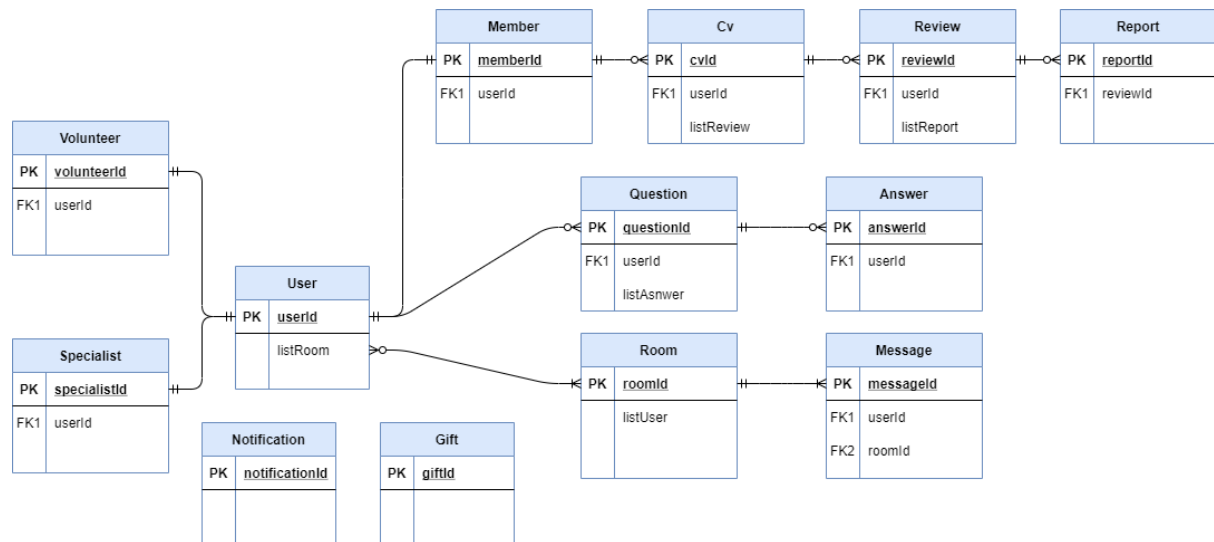 Member
PK memberId
FK1 userId
Cv
PK cvId
FK1 userId
listReview
Review
PK reviewId
FK1 userId
listReport
Report
PK reportId
FK1 reviewId
Volunteer
PK volunteerId
FK1 userId
Question
PK questionId
FK1 userId
listAsnwer
Answer
PK answerId
FK1 userId
User
PK userId
listRoom
Specialist
PK specialistId
FK1 userId
Room
PK roomId
listUser
Message
PK messageId
FK1 userId
FK2 roomId
Notification
PK notificationId
Gift
PK giftId